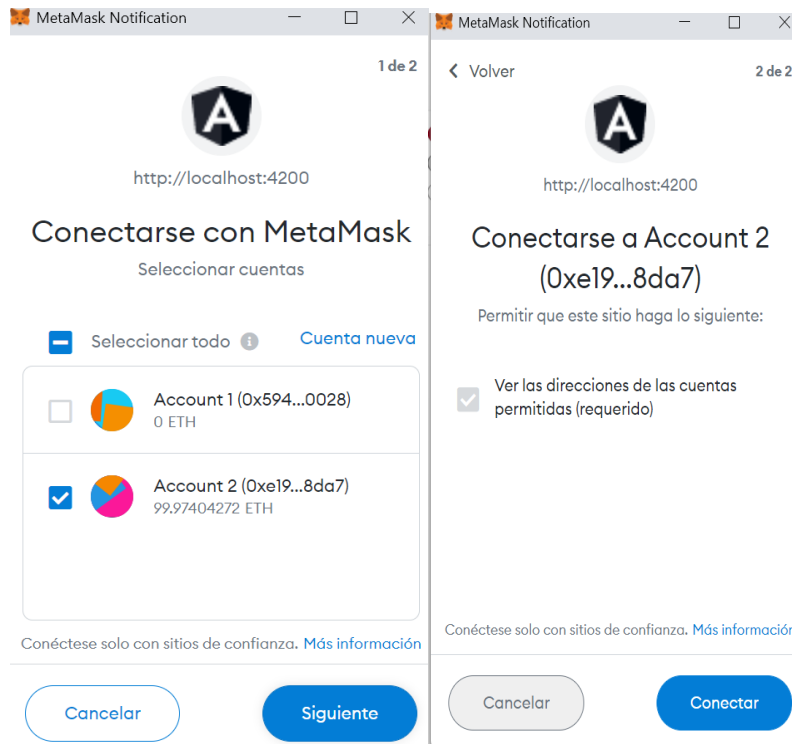 MetaMask Notification
1 de 2
http://localhost:4200
Conectarse con MetaMask
Seleccionar cuentas
Seleccionar todo
Cuenta nueva
Account 1 (0x594...0028)
0 ETH
Account 2 (0xe19...8da7)
99.97404272 ETH
Conéctese solo con sitios de confianza. Más información
Cancelar
Siguiente
MetaMask Notification
Volver
2 de 2
http://localhost:4200
Conectarse a Account 2
(0xe19...8da7)
Permitir que este sitio haga lo siguiente:
Ver las direcciones de las cuentas
permitidas (requerido)
Conéctese solo con sitios de confianza. Más información
Cancelar
Conectar